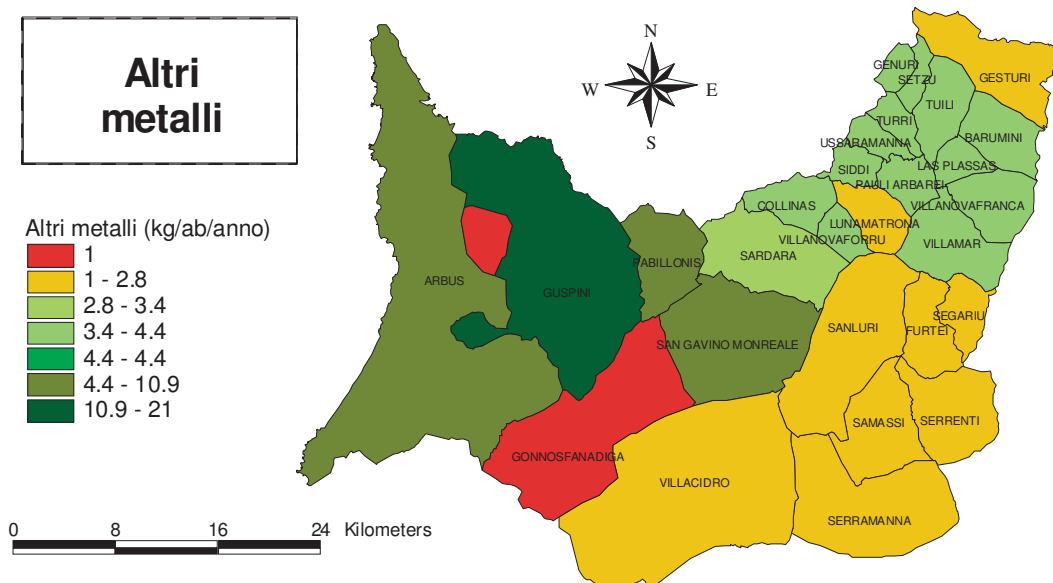 Altri
metalli
N
W E
S
Altri metalli (kg/ab/anno)
1
1 - 2.8
2.8 - 3.4
3.4 - 4.4
4.4 - 4.4
4.4 - 10.9
10.9 - 21
0 8 16 24 Kilometers
GENURI
SETZU
GESTURI
TUILI
TURRI
USSARAMANNA
BARUMINI
SIDDI
LAS PLASSAS
PAULI ARBAREI
COLLINAS
VILLANOVAFRANCA
LUNAMATRONA
VILLANOVAFORRU
VILLAMAR
SARDARA
PABILLONIS
ARBUS
GUSPINI
SEGARIU
SANLURI
FURTEI
SAN GAVINO MONREALE
SAMASSI
SERRENTI
GONNOSFANADIGA
VILLACIDRO
SERRAMANNA